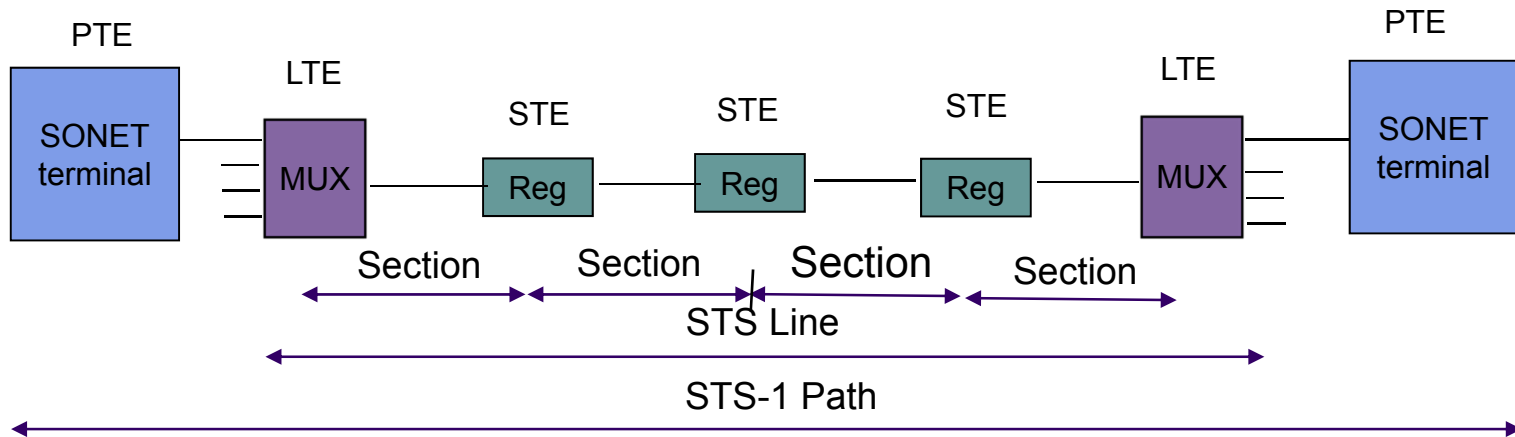 PTE
PTE
LTE
LTE
STE
STE
STE
SONET
terminal
MUX
Reg
Reg
Reg
MUX
SONET
terminal
Section
Section
Section
Section
STS Line
STS-1 Path